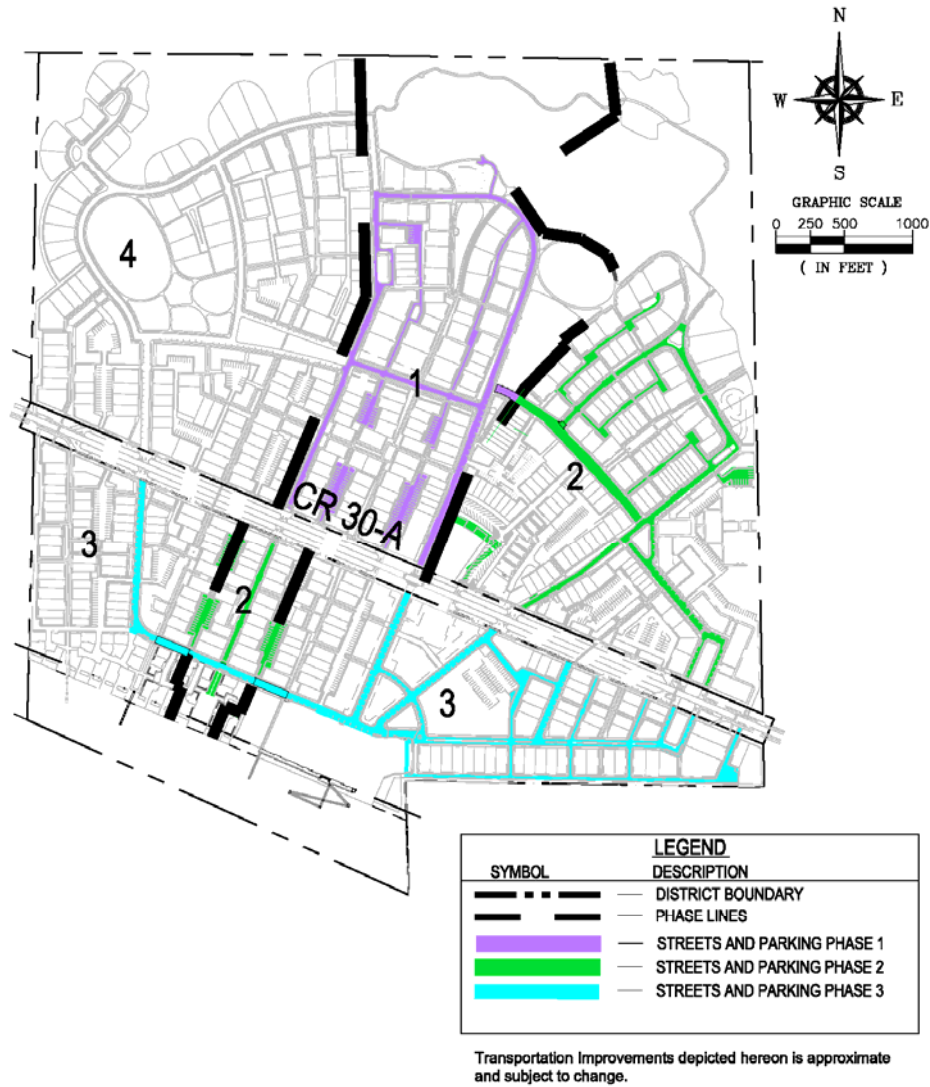 N
W E
S
GRAPHIC SCALE
0 250 500 1000
( IN FEET )
4
1
2
CR 30-A
3
2
3
LEGEND
SYMBOL DESCRIPTION
DISTRICT BOUNDARY
PHASE LINES
STREETS AND PARKING PHASE 1
STREETS AND PARKING PHASE 2
STREETS AND PARKING PHASE 3
Transportation Improvements depicted hereon is approximate
and subject to change.